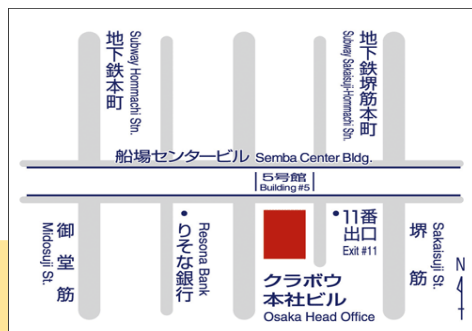 地下鉄本町
Subway Hommachi Stn.
地下鉄堺筋本町
Subway Sakaisuji-Hommachi Stn.
船場センタービル Semba Center Bldg.
5号館
Building #5
御堂筋
Midosuji St.
りそな銀行
Resona Bank
11番
出口
Exit #11
堺筋
Sakaisuji St.
クラボウ
本社ビル
Osaka Head Office
N